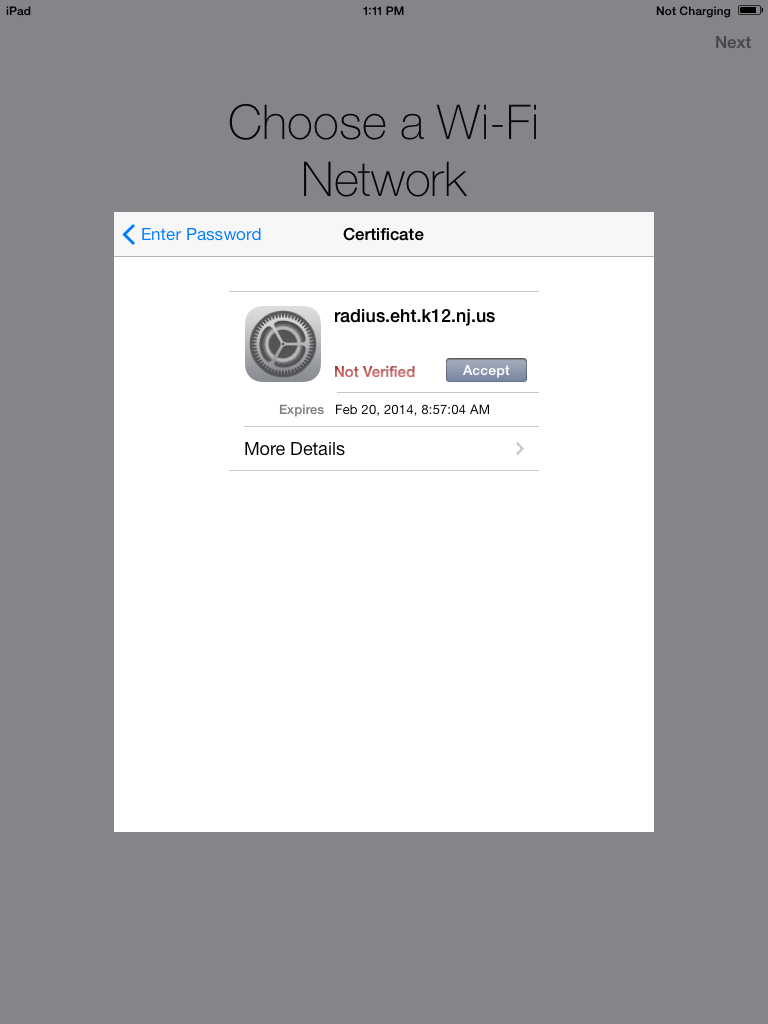 iPad 1:11 PM Not Charging
Next
Choose a Wi-Fi
Network
Enter Password Certificate
radius.eht.k12.nj.us
Not Verified Accept
Expires Feb 20, 2014, 8:57:04 AM
More Details